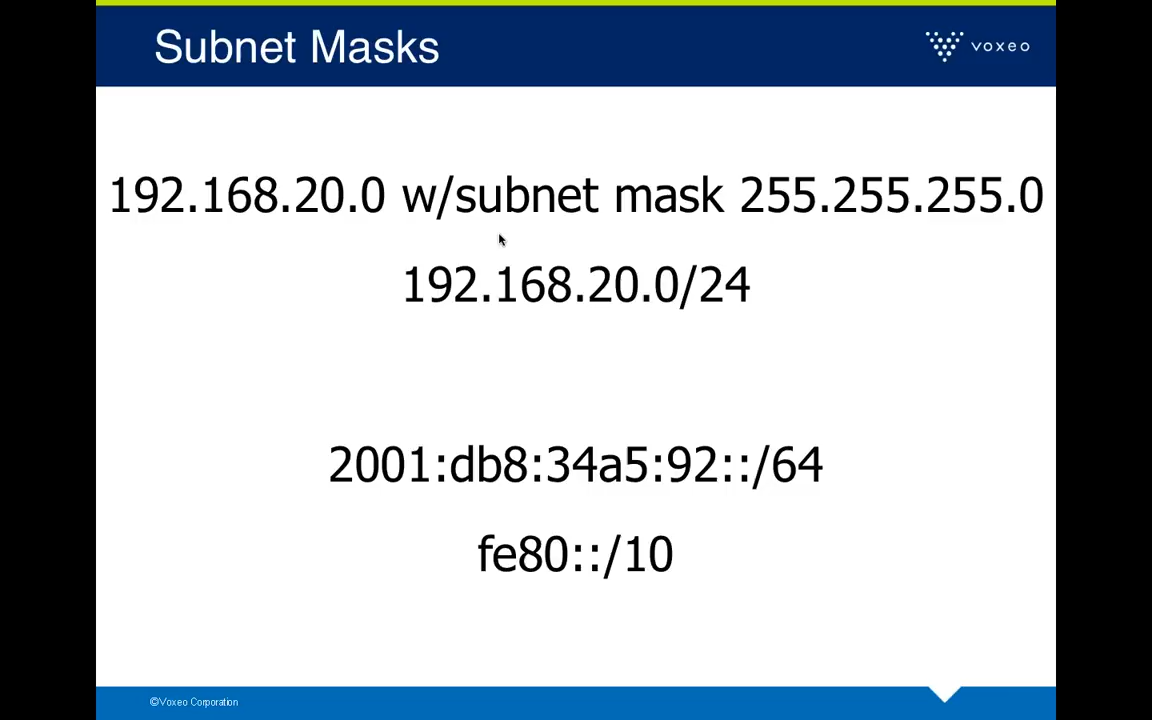 Subnet Masks
voxeo
192.168.20.0 w/subnet mask 255.255.255.0
192.168.20.0/24
2001:db8:34a5:92::/64
fe80::/10
©Voxeo Corporation